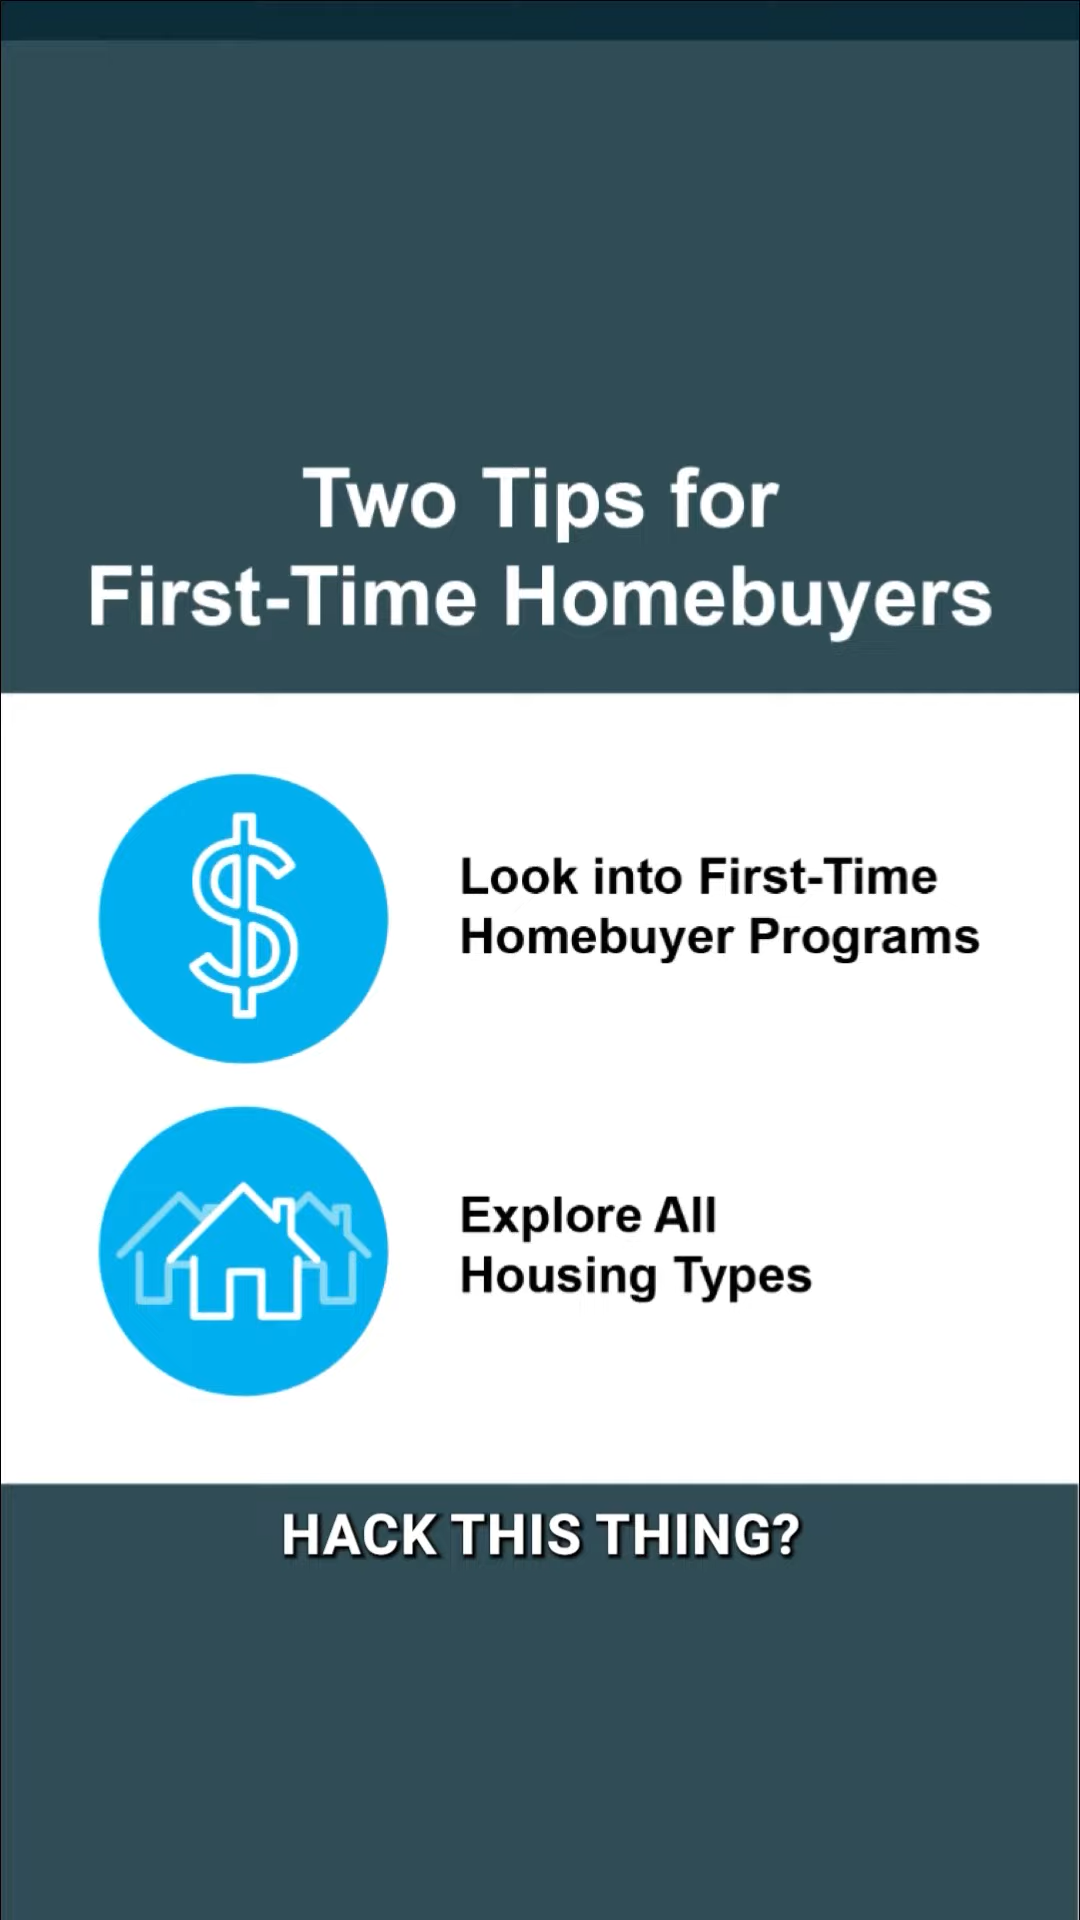 Two Tips for
First-Time Homebuyers
Look into First-Time
Homebuyer Programs
Explore All
Housing Types
HACK THIS THING?